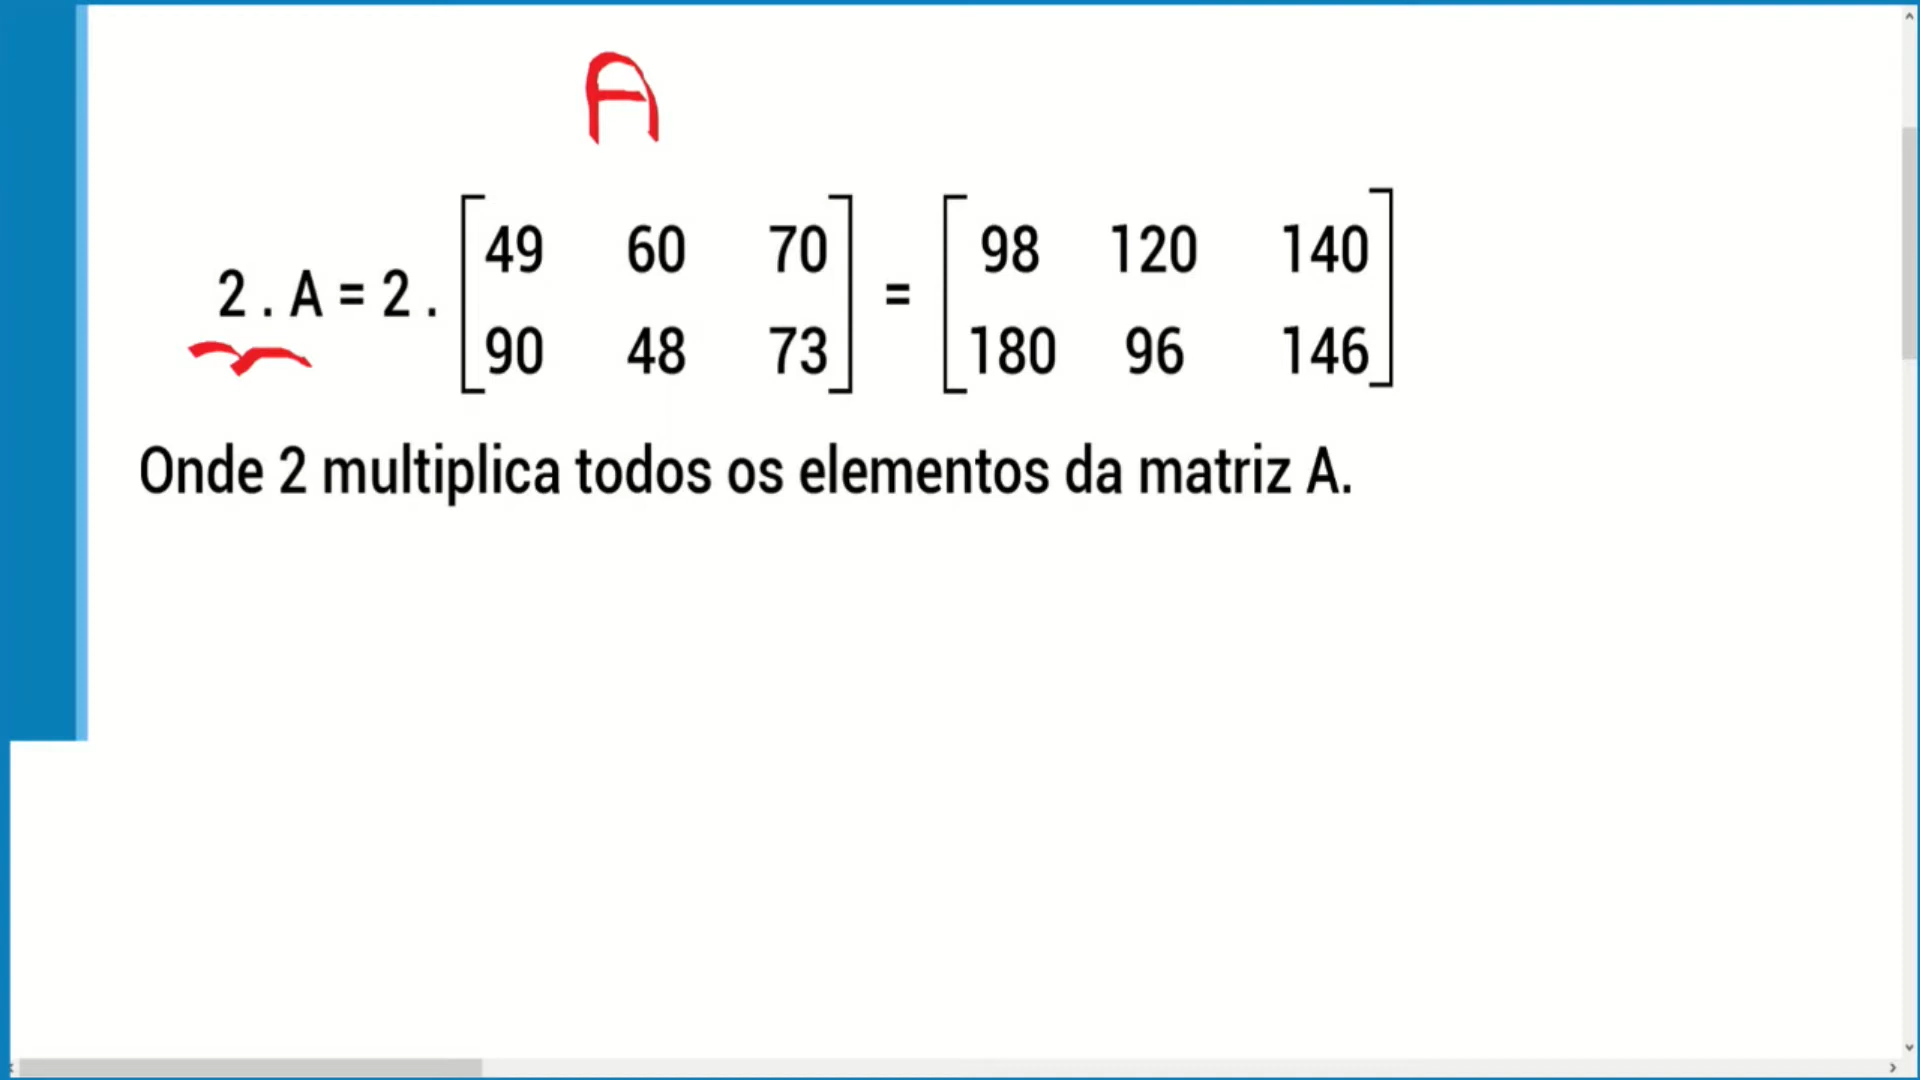 A
2 . A = 2 . [49 60 70 90 48 73] = [98 120 140 180 96 146]
Onde 2 multiplica todos os elementos da matriz A.